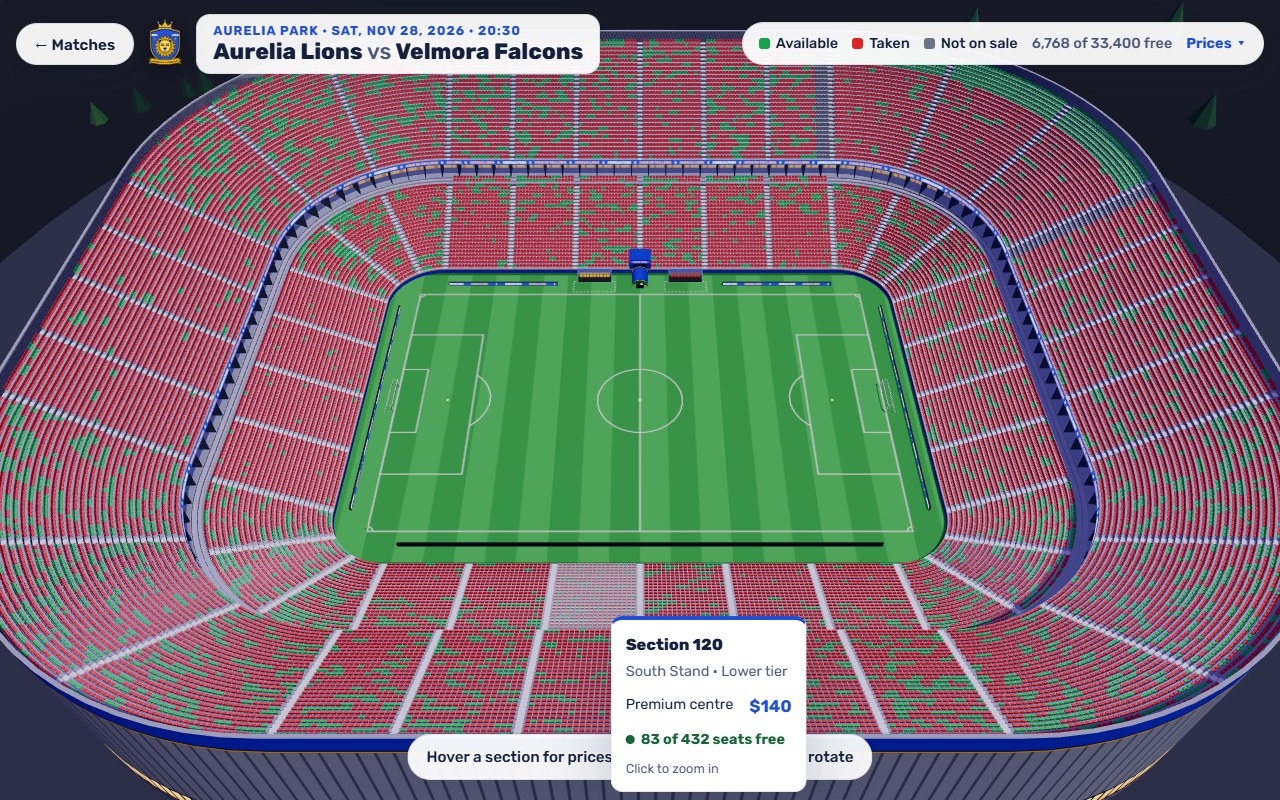 ← Matches
AURELIA PARK • SAT, NOV 28, 2026 • 20:30
Aurelia Lions vs Velmora Falcons
Available
Taken
Not on sale
6,768 of 33,400 free
Prices
Section 120
South Stand • Lower tier
Premium centre $140
83 of 432 seats free
Click to zoom in
Hover a section for prices
rotate